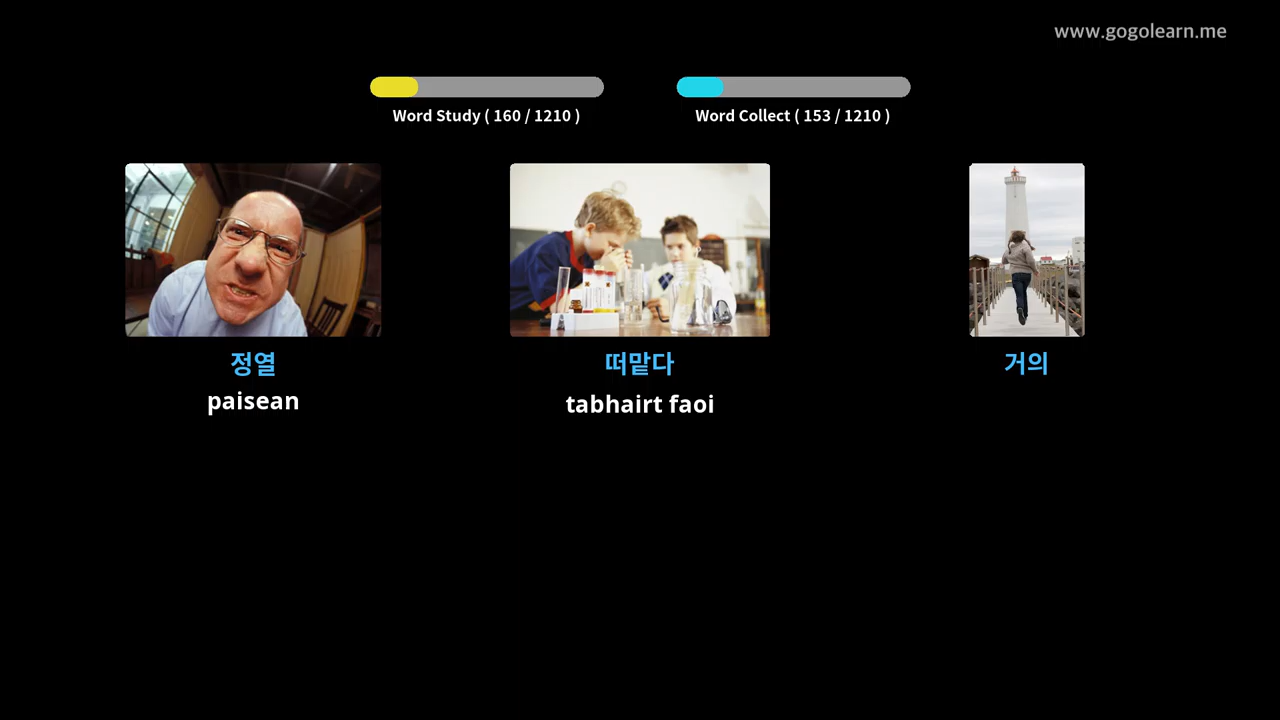 www.gogolearn.me
Word Study ( 160 / 1210 )
Word Collect ( 153 / 1210 )
정열
떠맡다
거의
paisean
tabhairt faoi